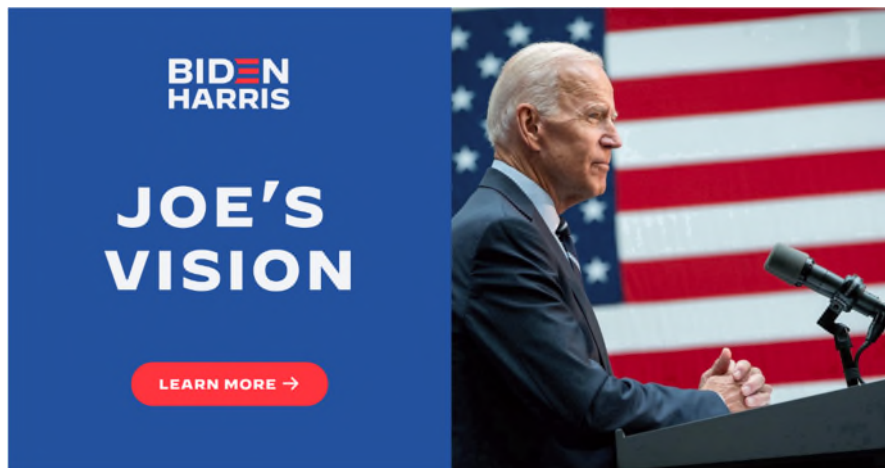 BIDEN
HARRIS
JOE'S
VISION
LEARN MORE →